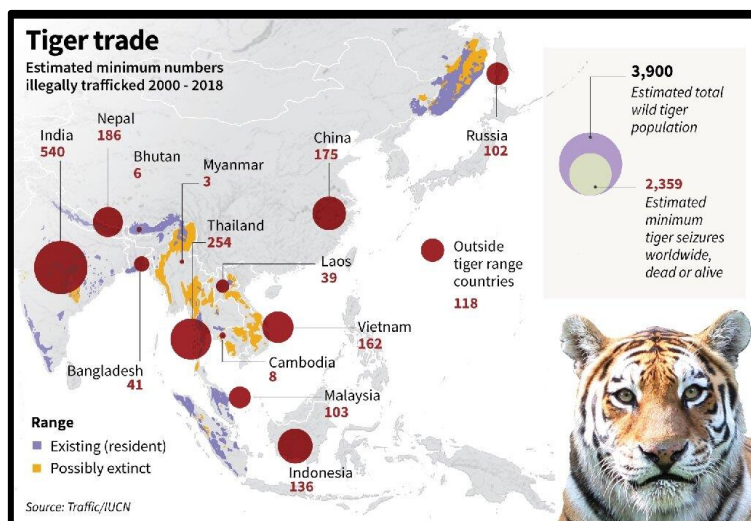 Tiger trade
Estimated minimum numbers
illegally trafficked 2000 - 2018
India
540
Nepal
186
Bhutan
6
Myanmar
3
Thailand
254
China
175
Russia
102
Laos
39
Outside
tiger range
countries
118
Bangladesh
41
Vietnam
162
Cambodia
8
Malaysia
103
Indonesia
136
3,900
Estimated total
wild tiger
population
2,359
Estimated
minimum
tiger seizures
worldwide,
dead or alive
Range
Existing (resident)
Possibly extinct
Source: Traffic/IUCN